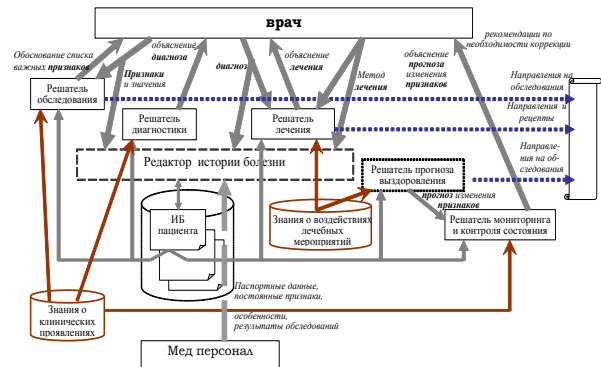 врач
рекомендации по
необходимости коррекции
Обоснование списка
важных признаков
объяснение
диагноза
объяснение
лечения
объяснение
прогноза
изменения
признаков
Признаки
и значения
диагноз
Метод
лечения
Направления на
обследования
Решатель
обследования
Решатель
диагностики
Решатель
лечения
Направления и
рецепты
Редактор истории болезни
Направле-
ния на об-
следования
Решатель прогноза
выздоровления
прогноз изменения
признаков
ИБ
пациента
Знания о воздействиях
лечебных
мероприятий
Решатель мониторинга
и контроля состояния
Паспортные данные,
постоянные признаки,
особенности,
результаты обследований
Знания о
клинических
проявлениях
Мед персонал